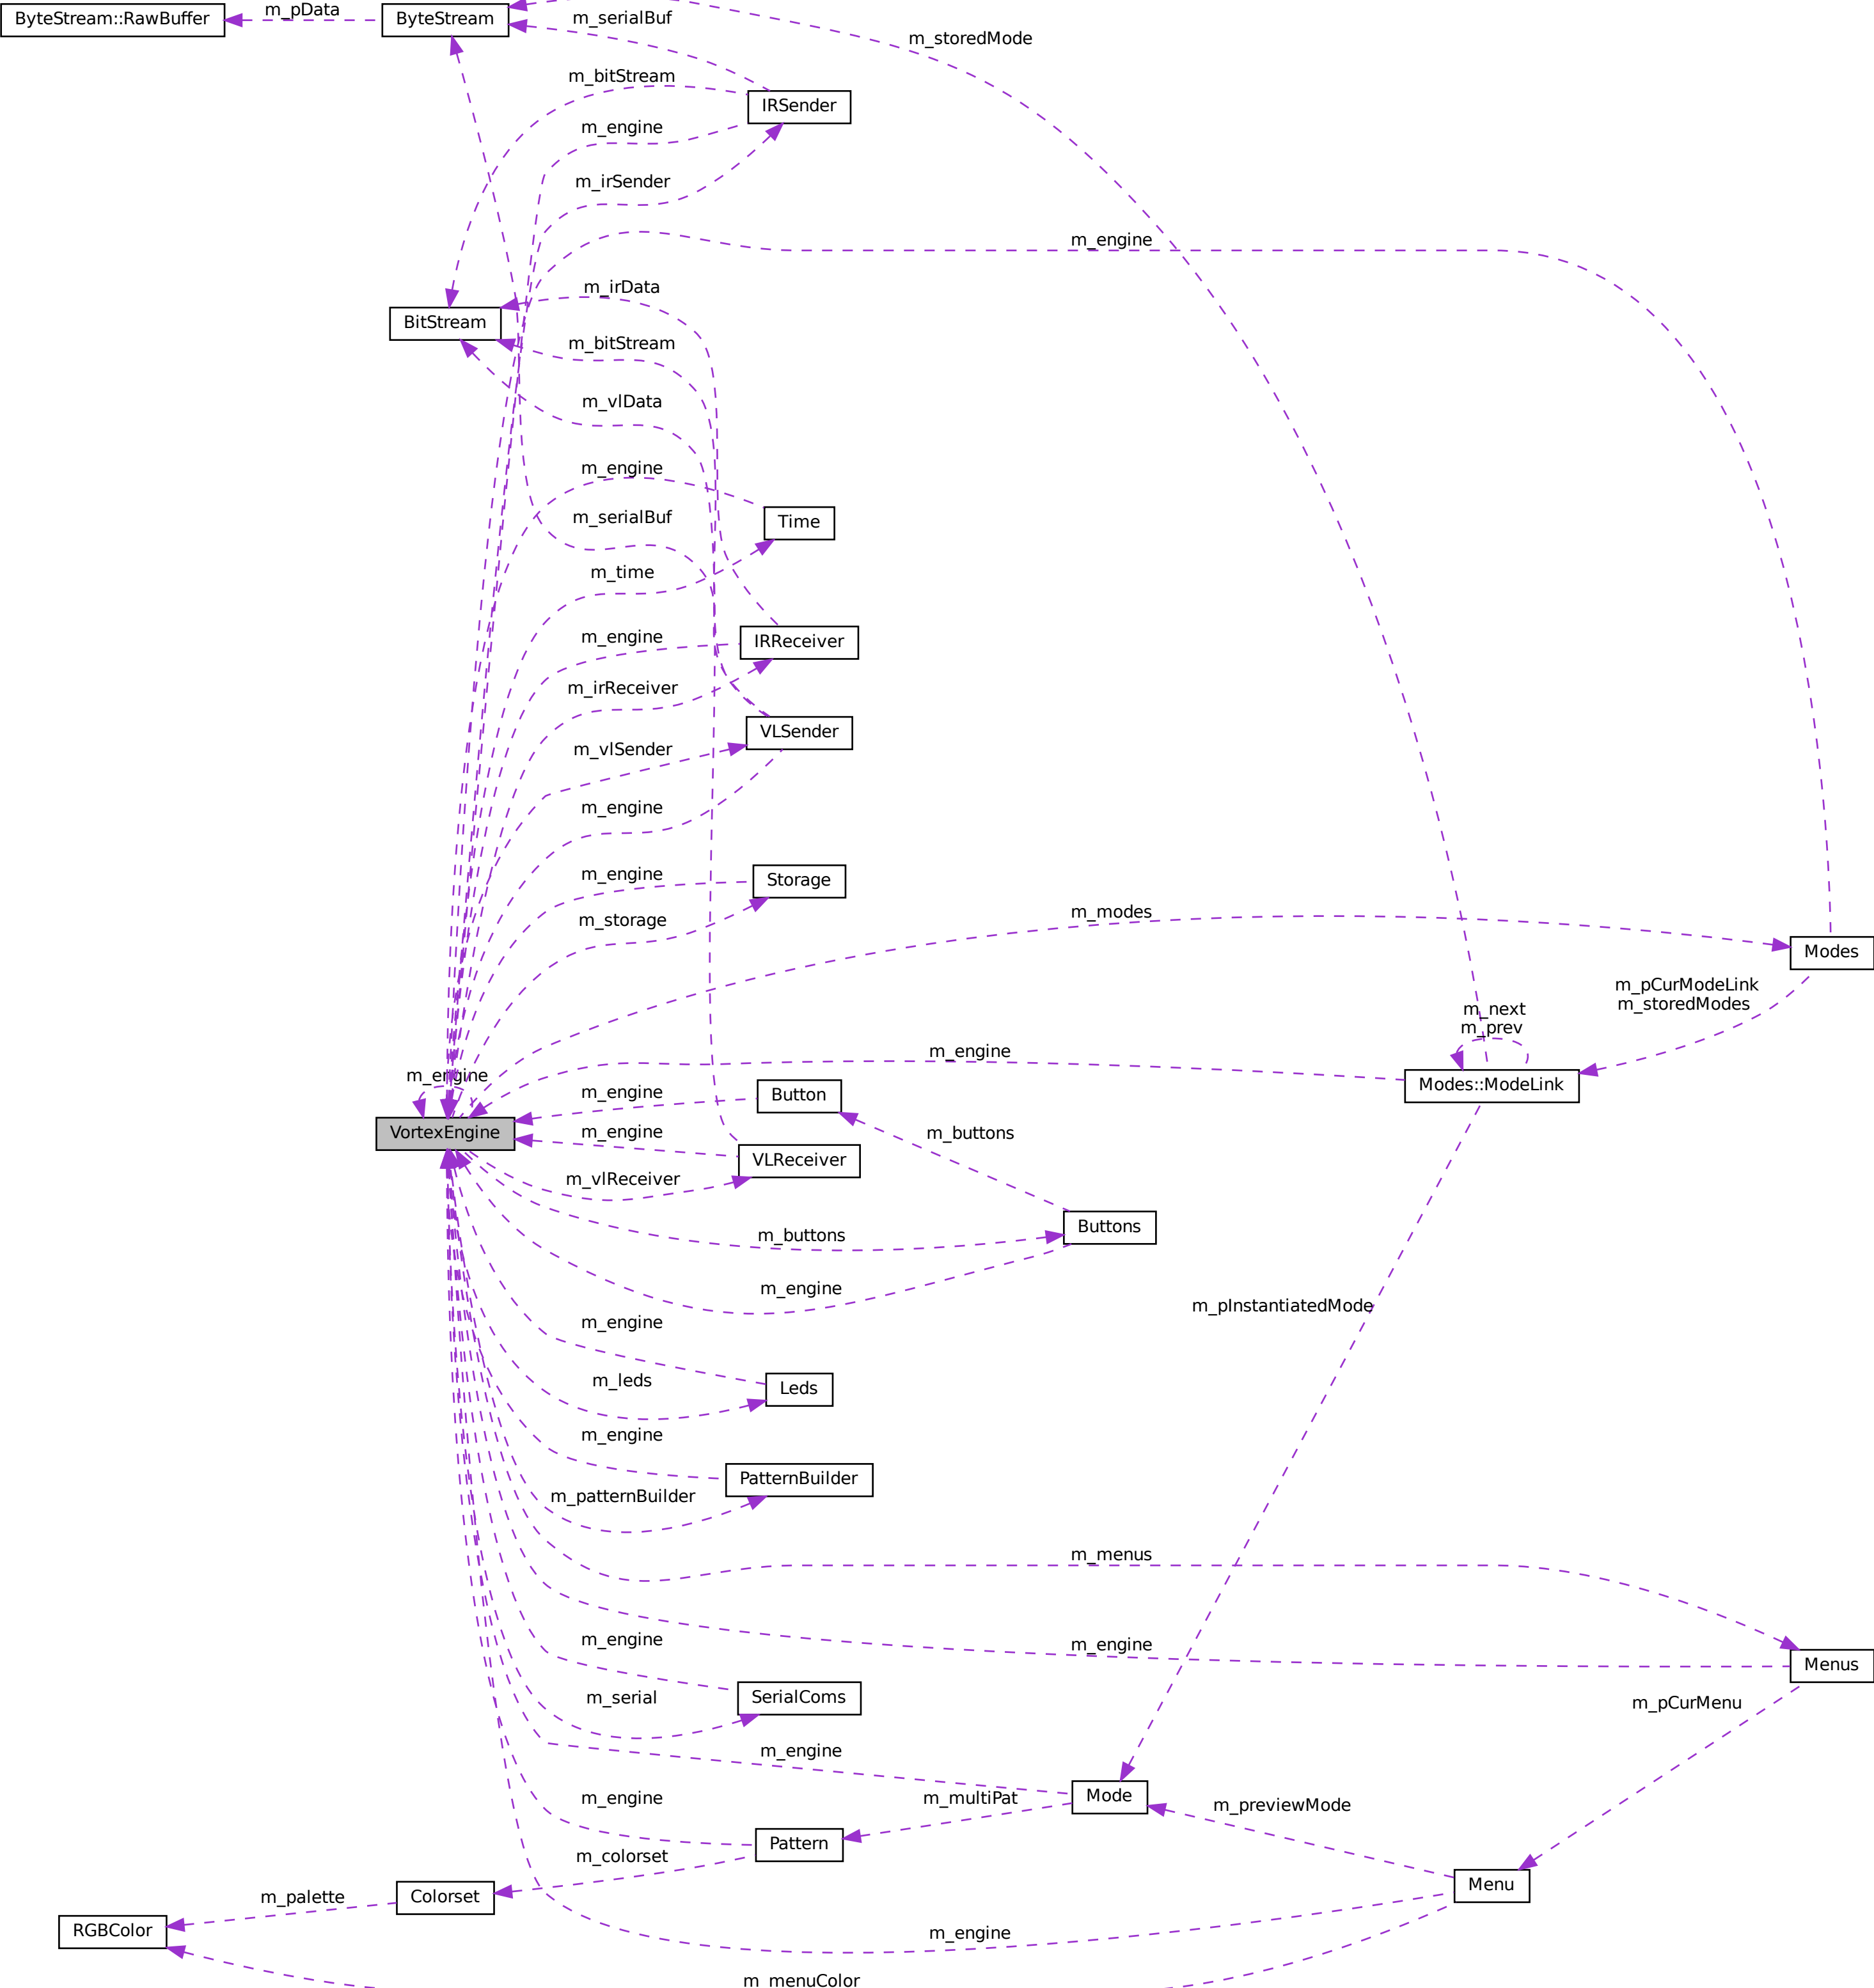 m_pData
ByteStream::RawBuffer
ByteStream
m_serialBuf
m_storedMode
m_bitStream
IRSender
m_engine
m_irSender
m_engine
m_irData
BitStream
m_bitStream
m_vlData
m_engine
m_serialBuf
Time
m_time
m_engine
IRReceiver
m_irReceiver
VLSender
m_vlSender
m_engine
m_engine
Storage
m_storage
m_modes
Modes
m_pCurModeLink
m_storedModes
m_next
m_prev
m_engine
m_engine
Modes::ModeLink
m_engine
Button
VortexEngine
m_engine
m_buttons
VLReceiver
m_vlReceiver
Buttons
m_buttons
m_engine
m_pInstantiatedMode
m_engine
Leds
m_leds
m_engine
PatternBuilder
m_patternBuilder
m_menus
m_engine
m_engine
Menus
SerialComs
m_serial
m_pCurMenu
m_engine
Mode
m_engine
m_multiPat
m_previewMode
Pattern
m_colorset
Menu
Colorset
m_palette
RGBColor
m_engine
m_menuColor